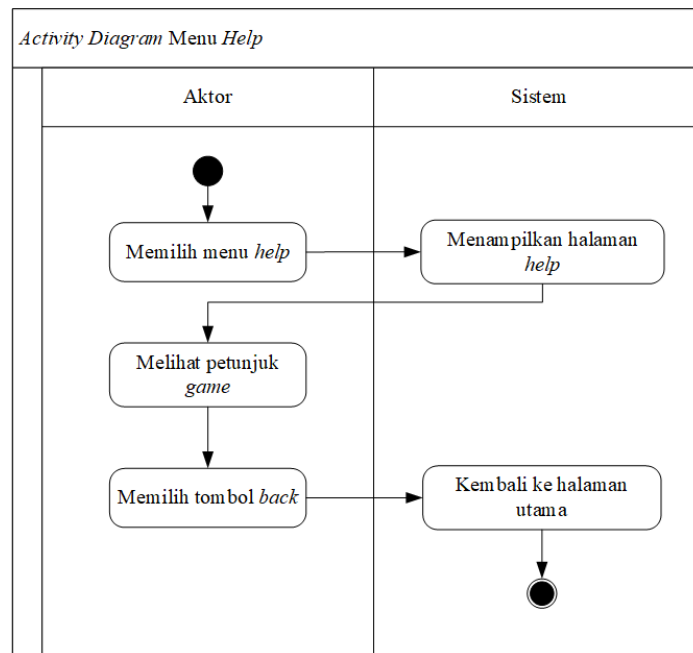 Activity Diagram Menu Help
Aktor
Sistem
Memilih menu help
Menampilkan halaman
help
Melihat petunjuk
game
Memilih tombol back
Kembali ke halaman
utama